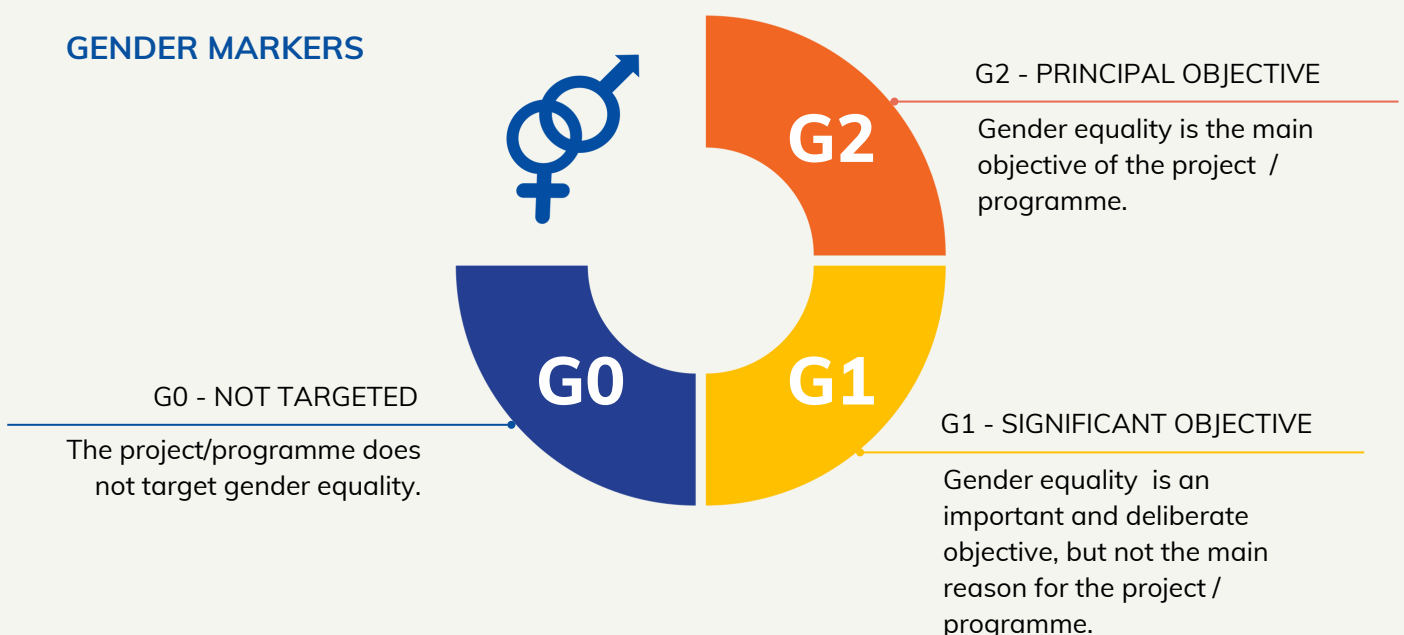 GENDER MARKERS
G2
G2 - PRINCIPAL OBJECTIVE
Gender equality is the main
objective of the project  /
programme.
G0
G0 - NOT TARGETED
The project/programme does
not target gender equality.
G1
G1 - SIGNIFICANT OBJECTIVE
Gender equality  is an
important and deliberate
objective, but not the main
reason for the project /
programme.